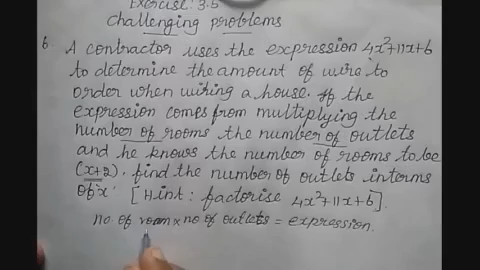 Exercise: 3.5
Challenging problems
6. A contractor uses the expression 4x²+11x+6
to determine the amount of wire to
order when wiring a house. If the
expression comes from multiplying the
number of rooms the number of outlets
and he knows the number of rooms to be
(x+2). find the number of outlets interms
of 'x'. [Hint: factorise 4x²+11x+6].
no. of room × no of outlets = expression.